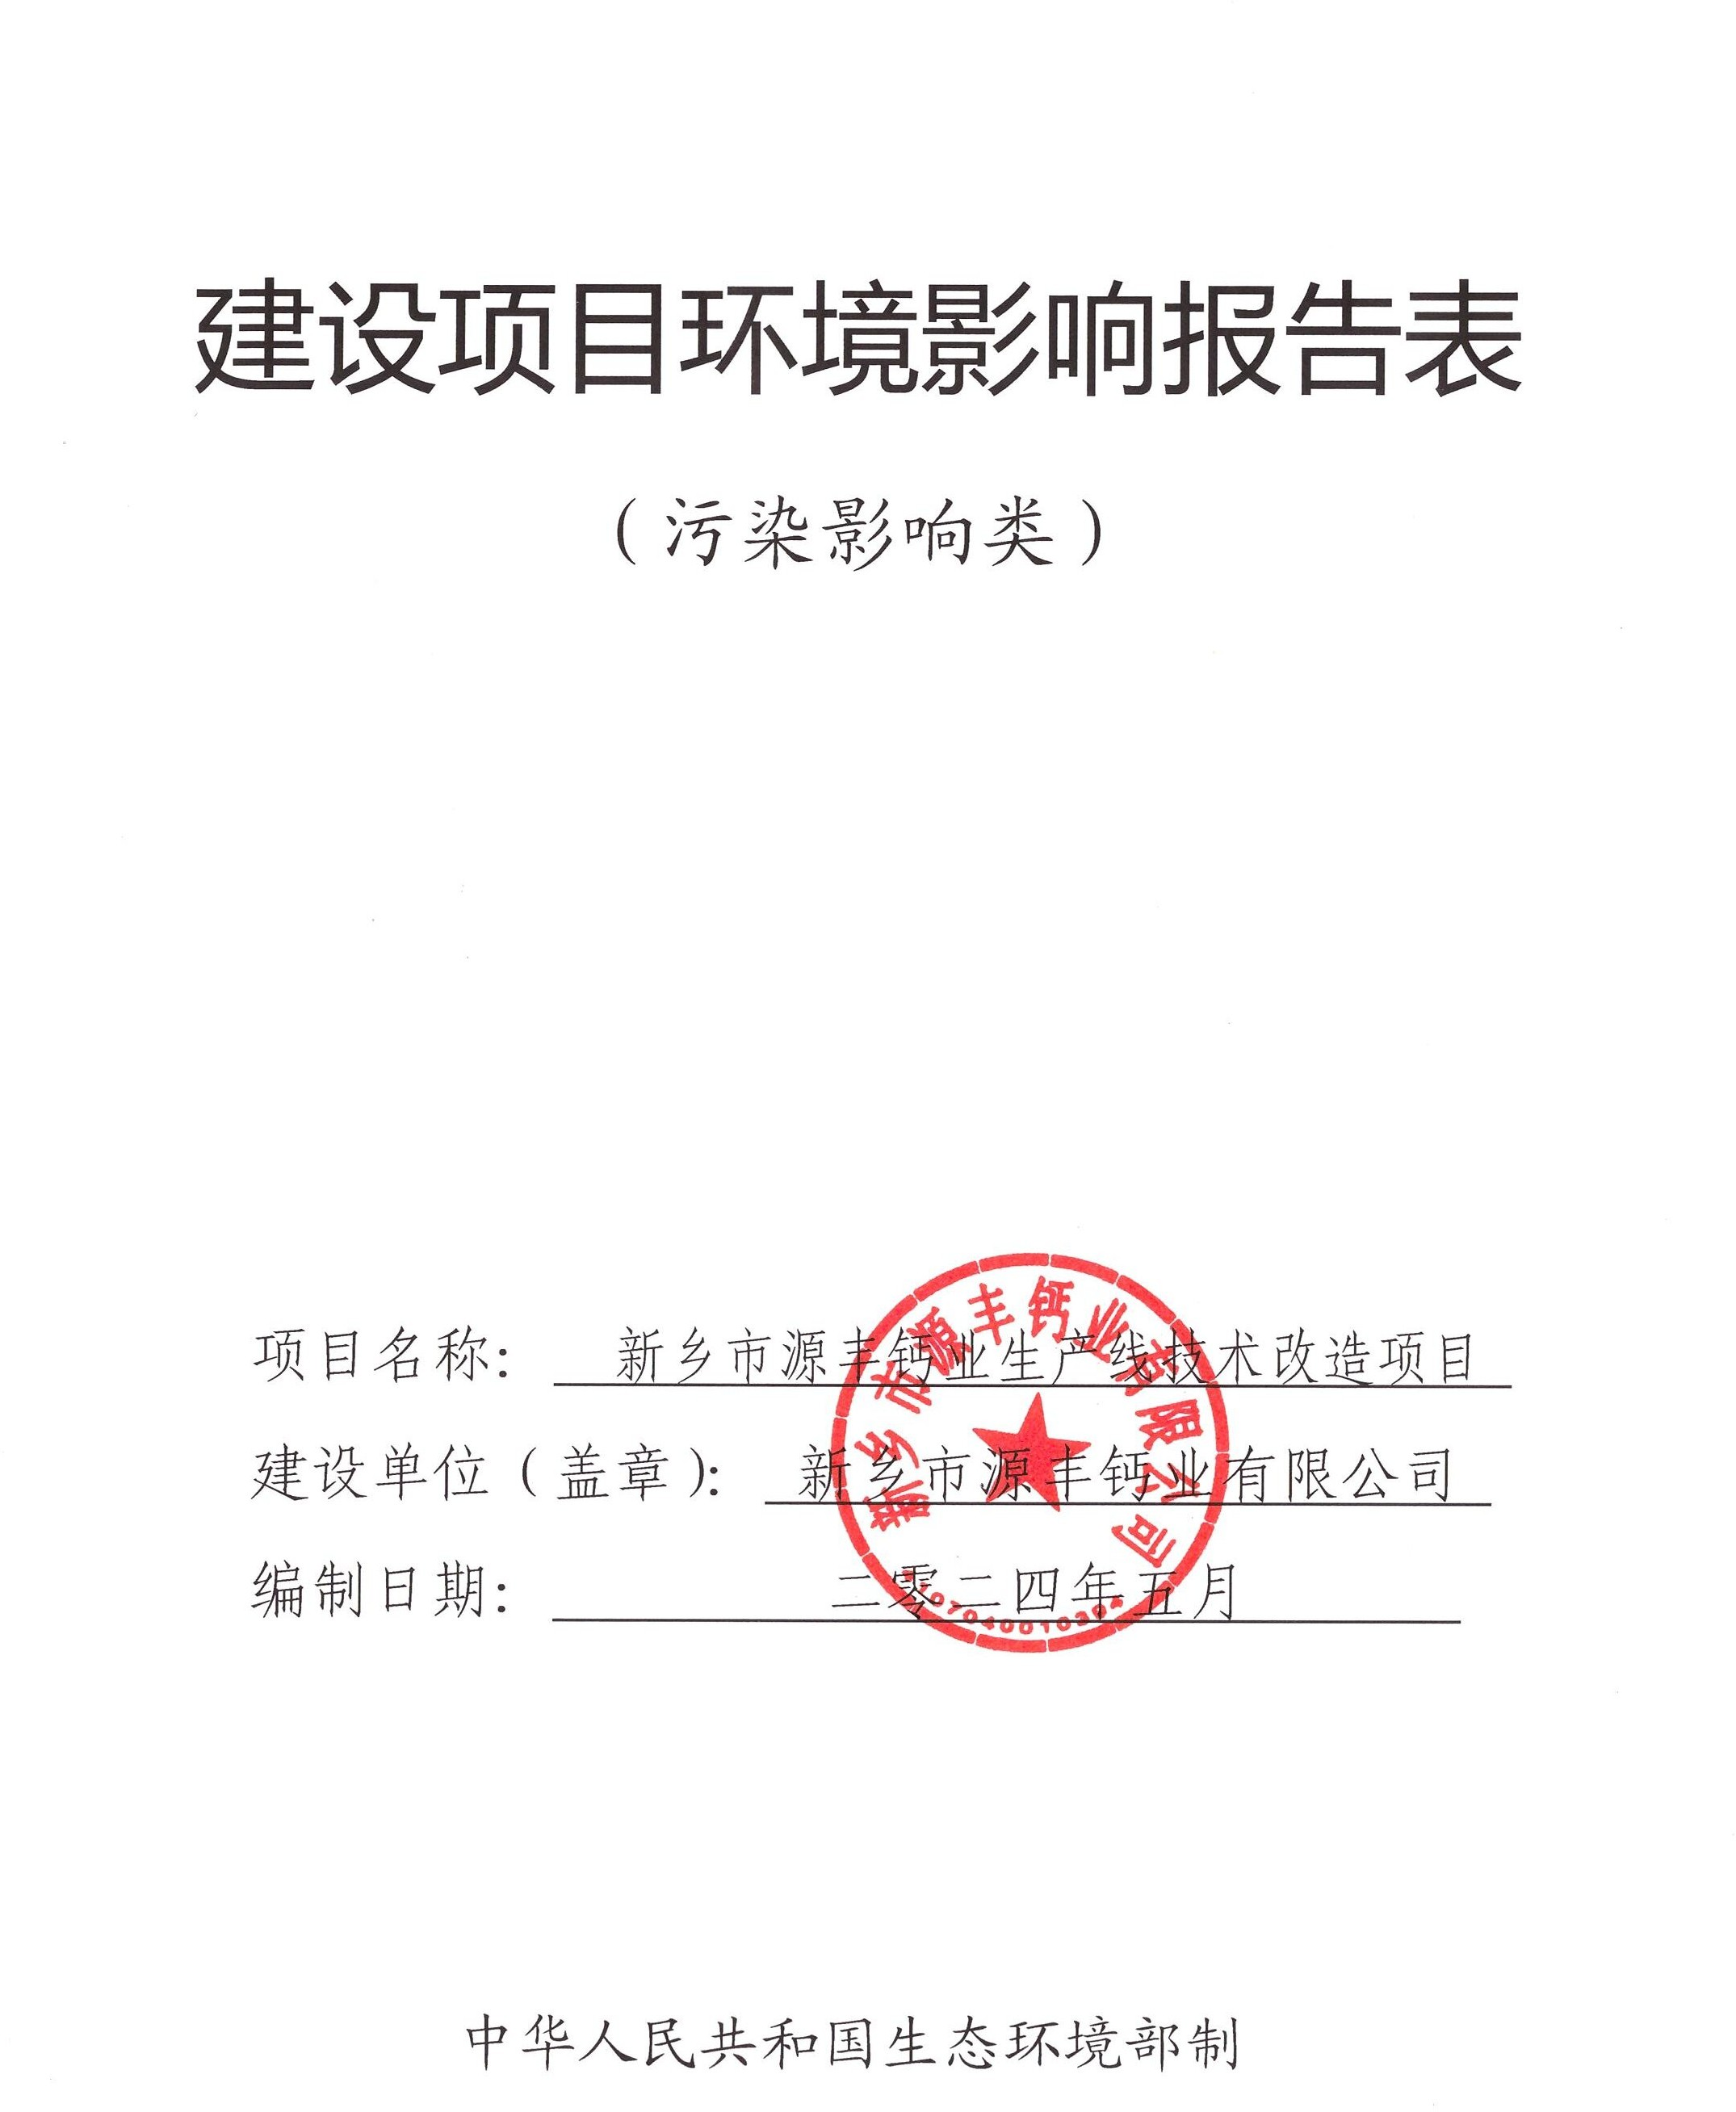 建设项目环境影响报告表
（污染影响类）
项目名称： 新乡市源丰钙业生产线技术改造项目
建设单位（盖章）： 新乡市源丰钙业有限公司
编制日期： 二零二四年五月
新乡市源丰钙业有限公司
中华人民共和国生态环境部制